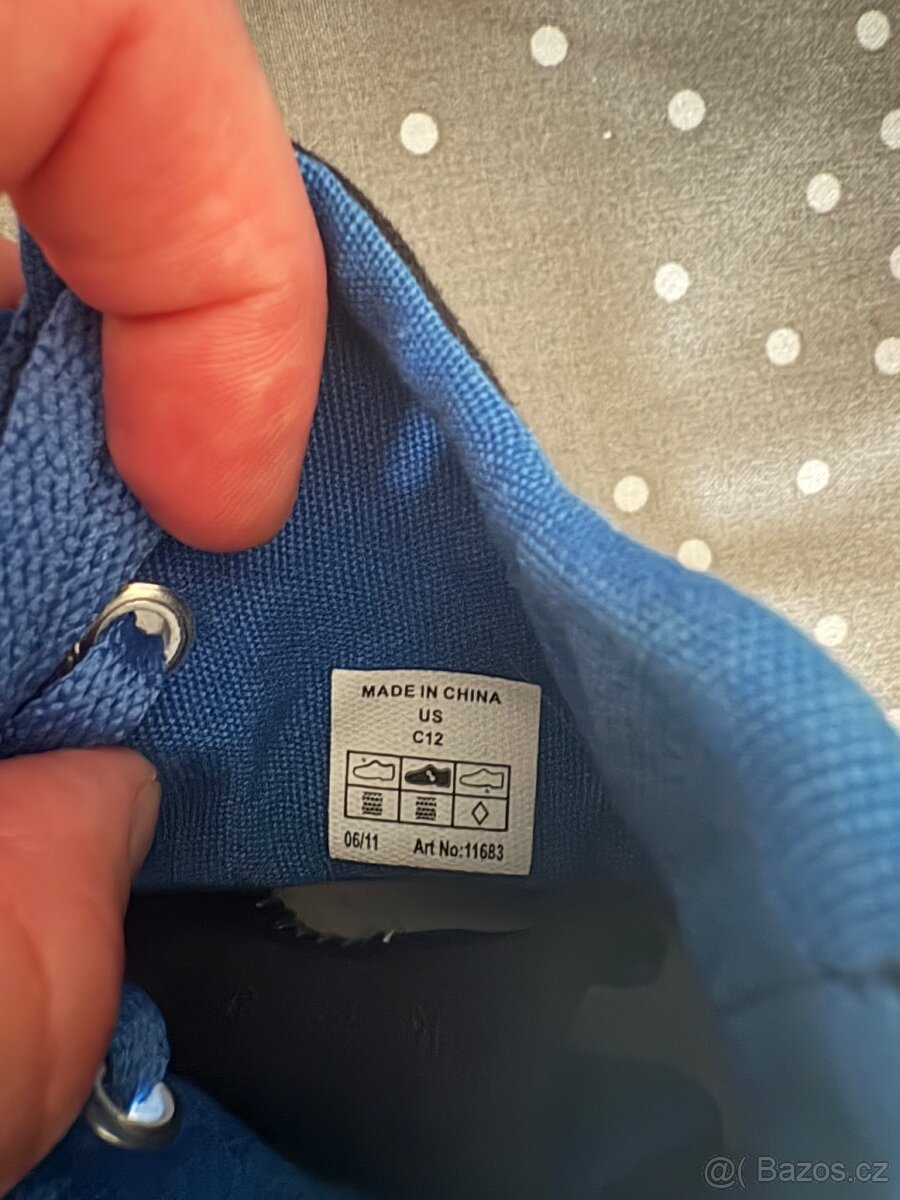 MADE IN CHINA
US
C12
06/11 Art No:11683
@( Bazos.cz